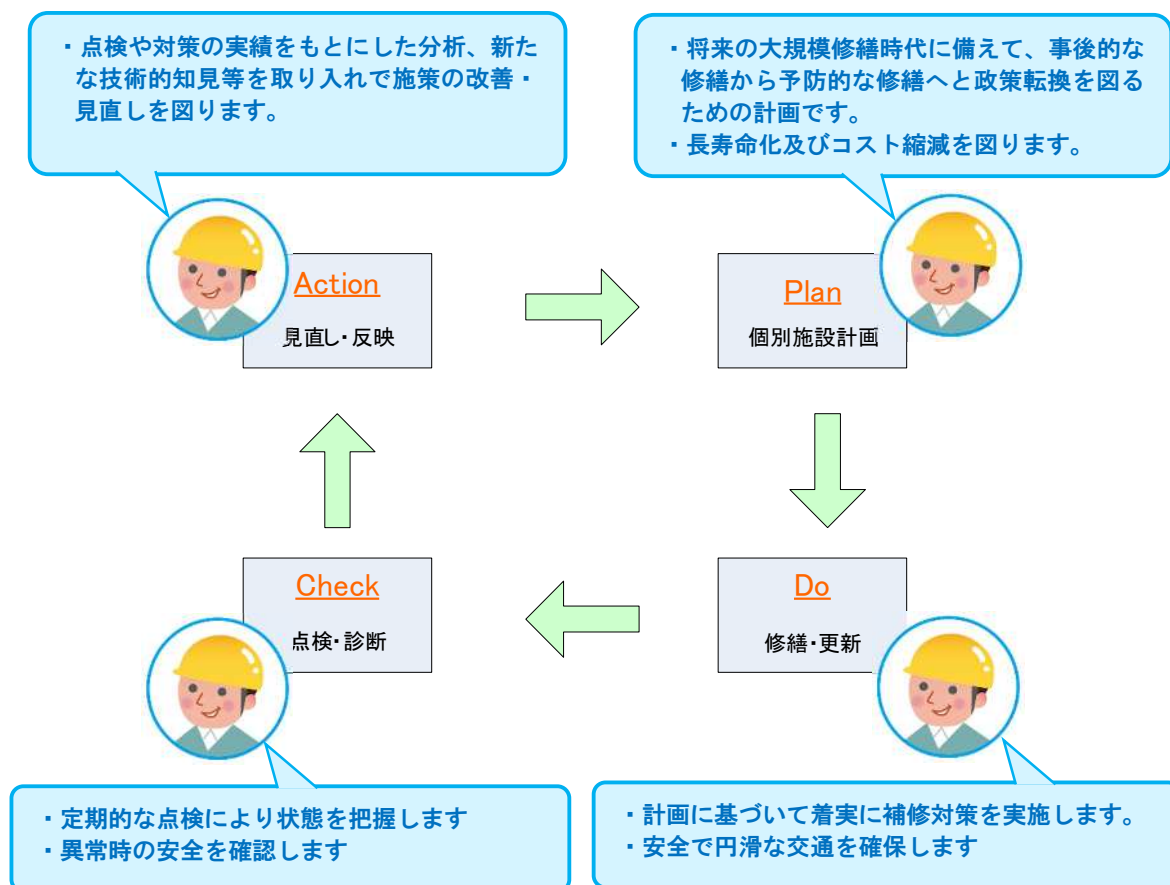 ・点検や対策の実績をもとにした分析、新た
な技術的知見等を取り入れで施策の改善・
見直しを図ります。
・将来の大規模修繕時代に備えて、事後的な
修繕から予防的な修繕へと政策転換を図る
ための計画です。
・長寿命化及びコスト縮減を図ります。
Action
見直し・反映
Plan
個別施設計画
Check
点検・診断
Do
修繕・更新
・定期的な点検により状態を把握します
・異常時の安全を確認します
・計画に基づいて着実に補修対策を実施します。
・安全で円滑な交通を確保します